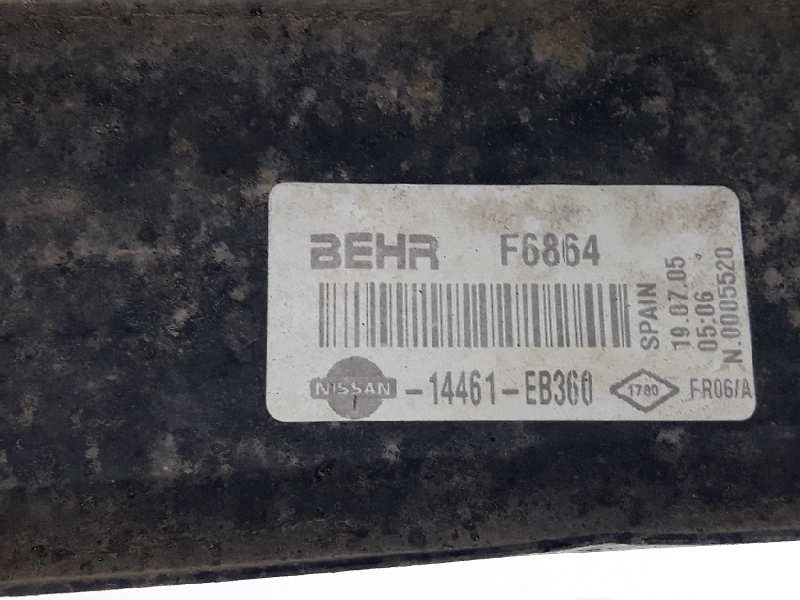 BEHR F6864
NISSAN -14461-EB360 1780 FR06/A
SPAIN
19.07.05
05:06
N.0005520